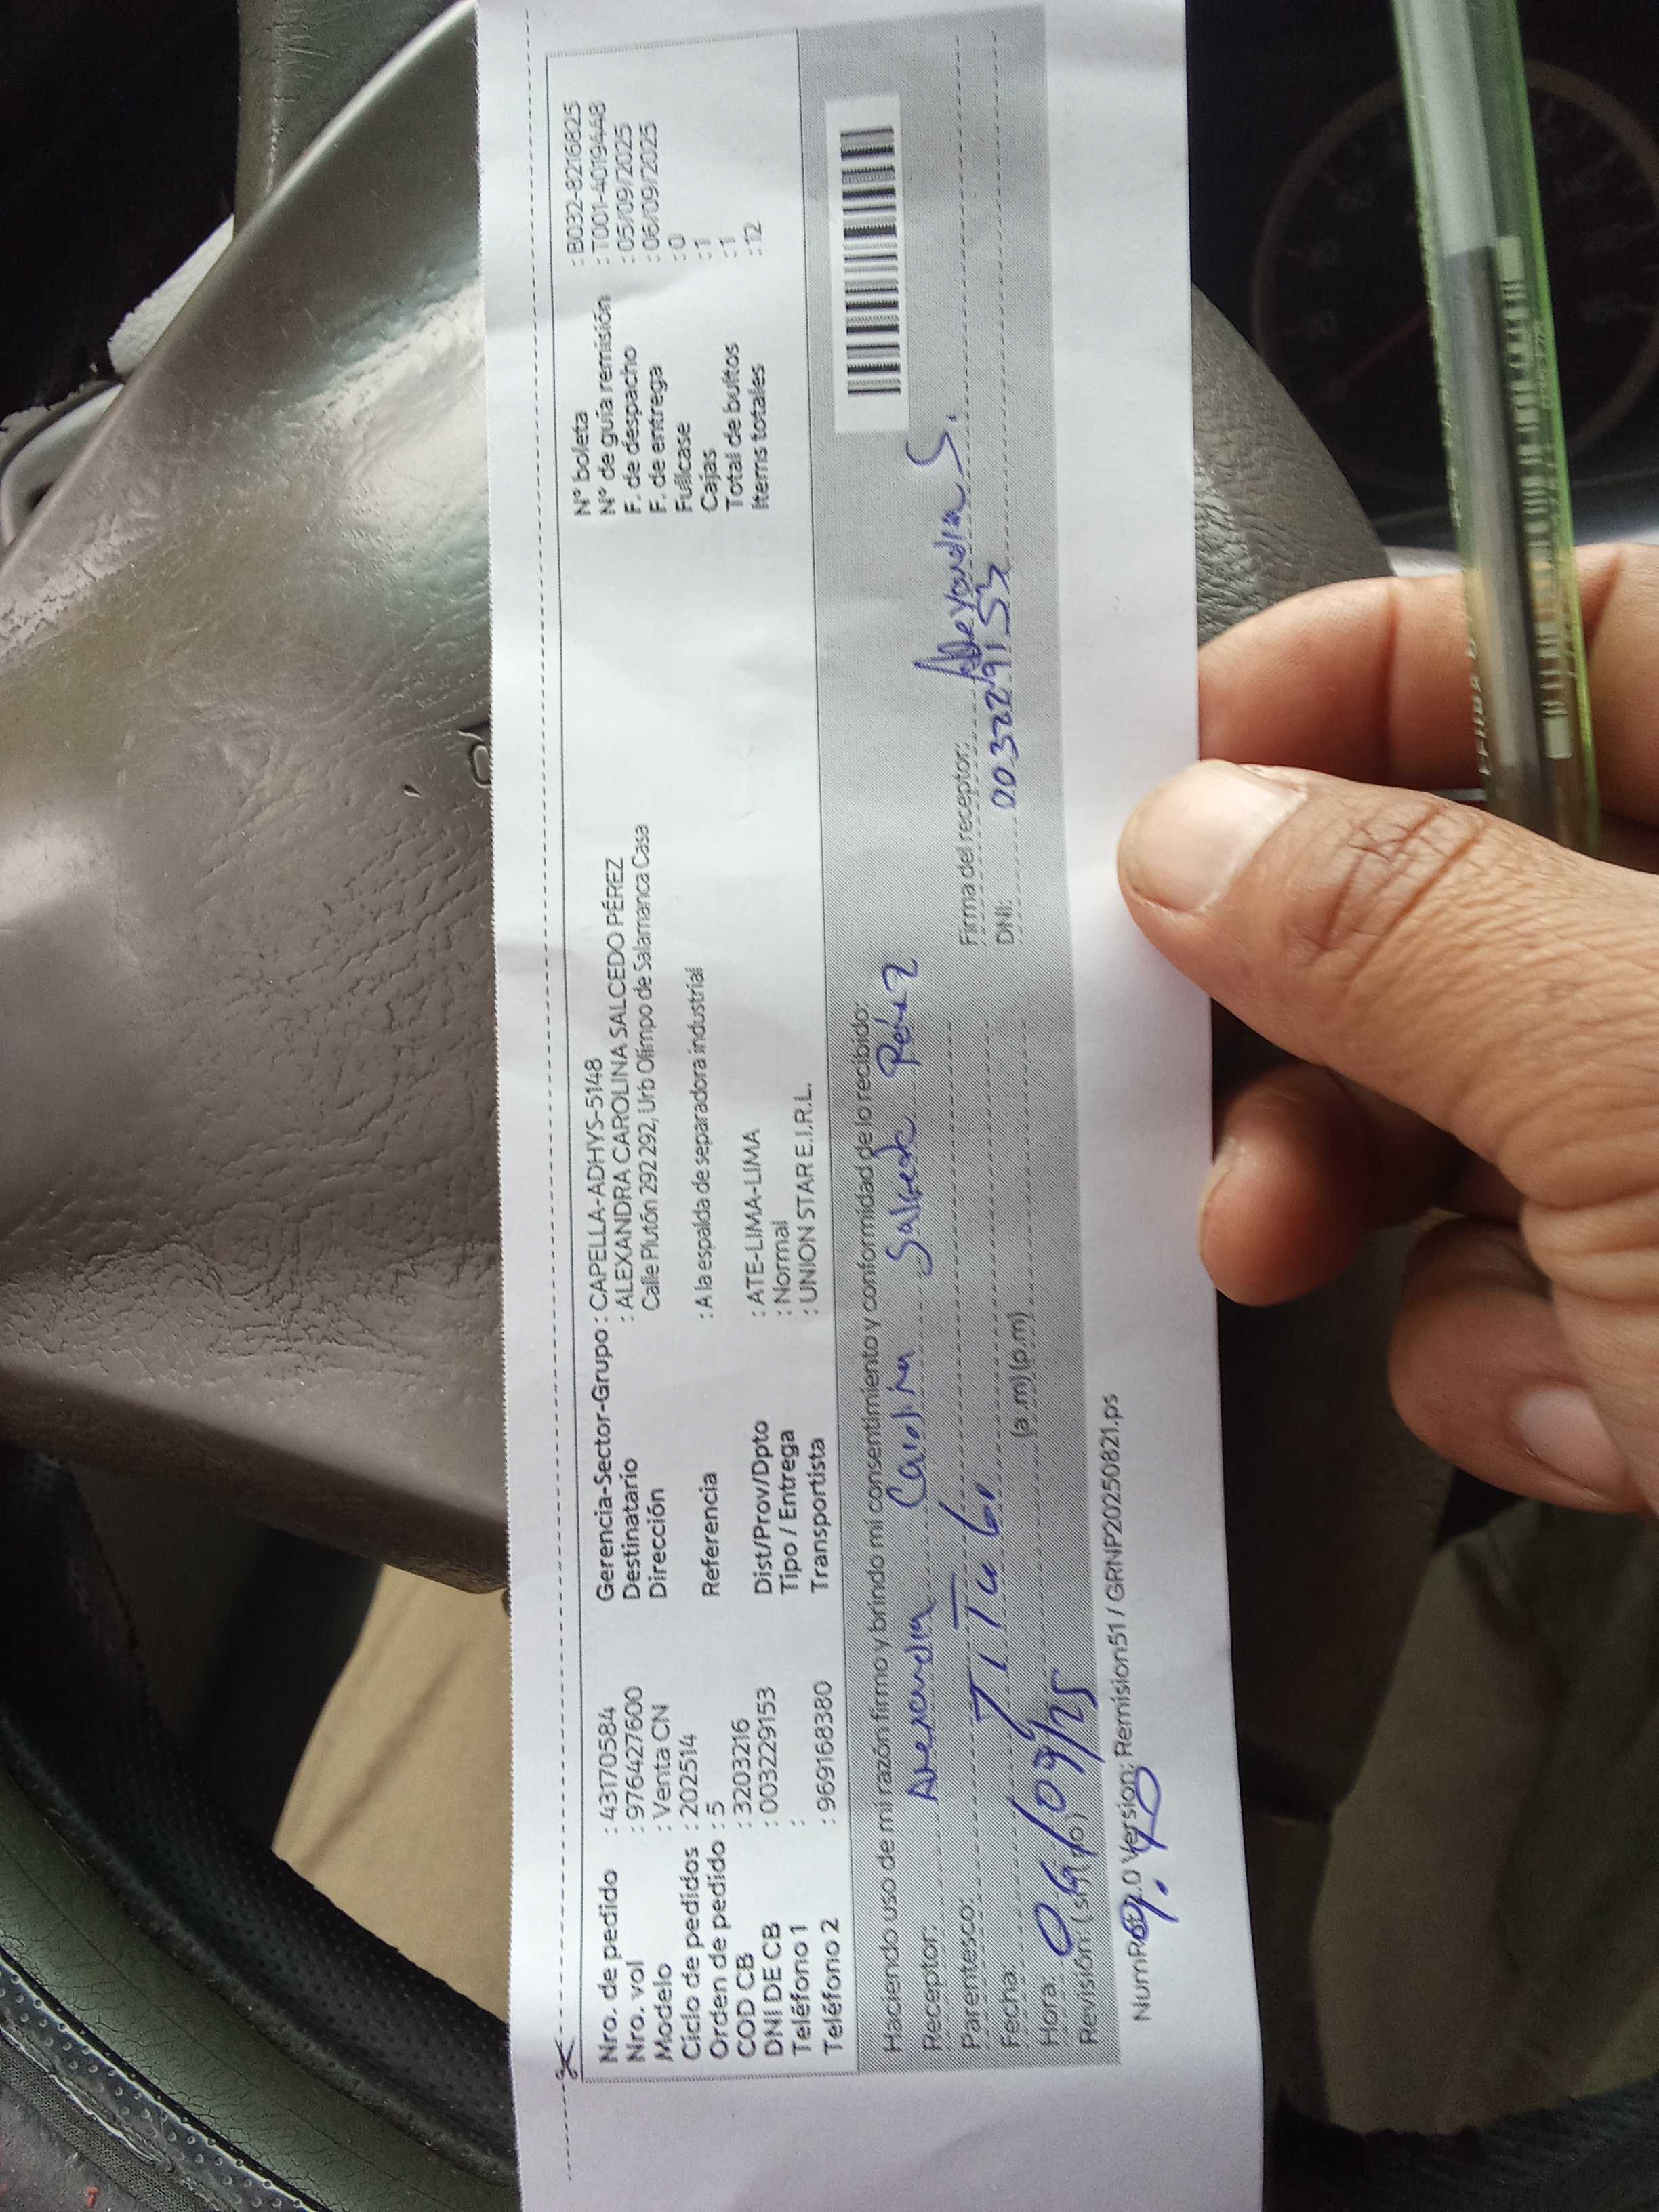 Nro. de pedido : 43170584
Nro. vol : 976427600
Modelo : Venta CN
Ciclo de pedidos : 202514
Orden de pedido : 5
COD CB : 3203216
DNI DE CB : 003229153
Teléfono 1 :
Teléfono 2 : 969168380
Gerencia-Sector-Grupo : CAPELLA-ADHYS-5148
Destinatario : ALEXANDRA CAROLINA SALCEDO PÉREZ
Dirección Calle Plutón 292 292, Urb Olimpo de Salamanca Casa
Referencia : A la espalda de separadora industrial
Dist/Prov/Dpto : ATE-LIMA-LIMA
Tipo / Entrega : Normal
Transportista : UNION STAR E.I.R.L.
N° boleta : B032-8216825
N° de guía remisión : T001-40194448
F. de despacho : 05/09/2025
F. de entrega : 06/09/2025
Fullcase : 0
Cajas : 1
Total de bultos : 1
Items totales : 12
Haciendo uso de mi razón firmo y brindo mi consentimiento y conformidad de lo recibido:
Receptor: Alexandra Carolina Salcedo Pérez
Parentesco: TITu6
Fecha: 06/09/25
Hora: (a.m)(p.m)
Revisión: ( si )( no )
Firma del receptor: Alexandra S.
DNI: 003229153
Version: Remision51 / GRNP20250821.ps